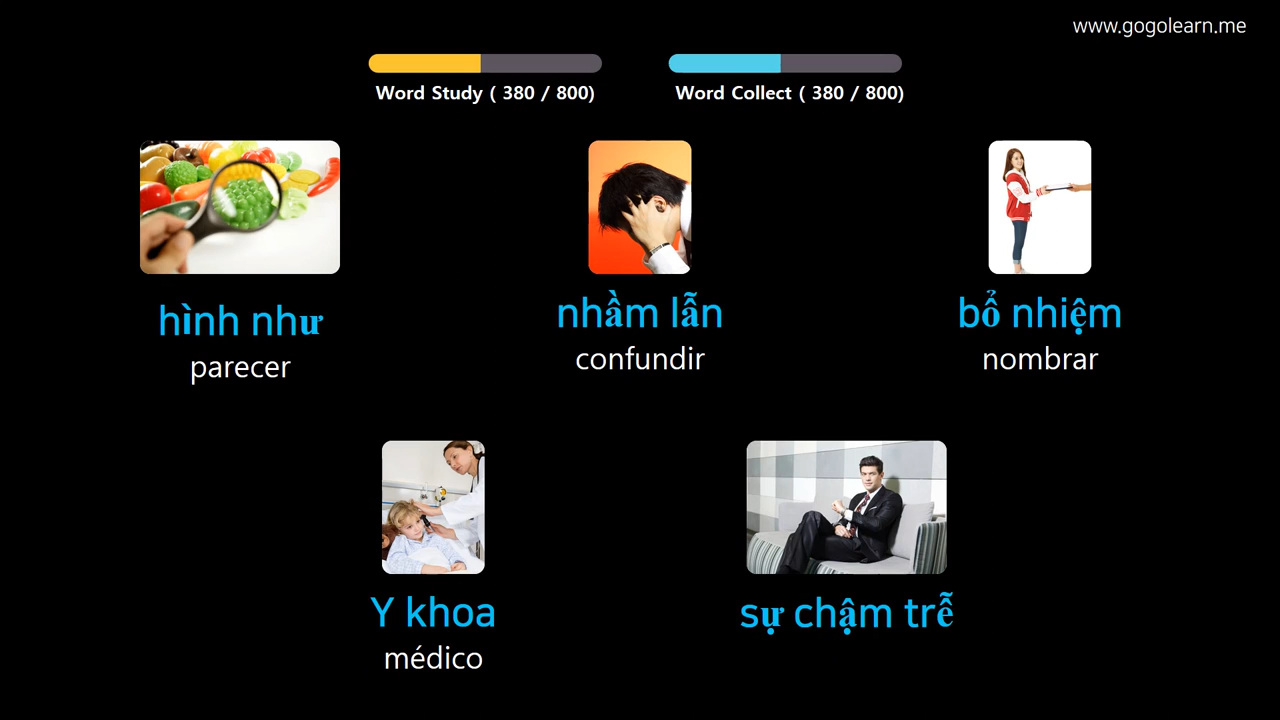 www.gogolearn.me
Word Study ( 380 / 800)
Word Collect ( 380 / 800)
hình như
parecer
nhầm lẫn
confundir
bổ nhiệm
nombrar
Y khoa
médico
sự chậm trễ